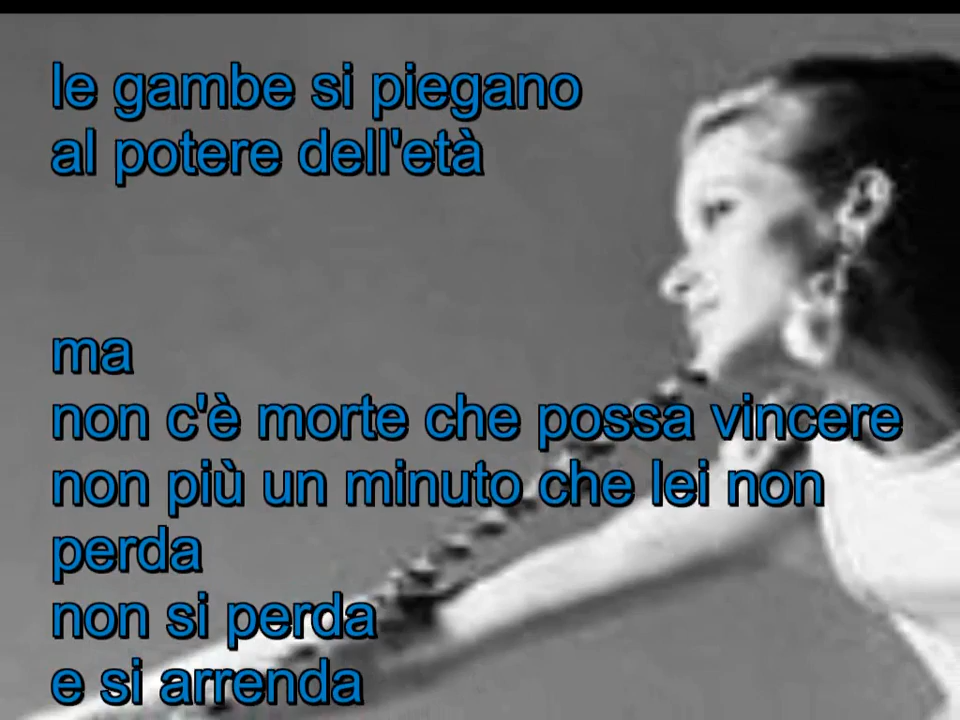 le gambe si piegano
al potere dell'età
ma
non c'è morte che possa vincere
non più un minuto che lei non
perda
non si perda
e si arrenda